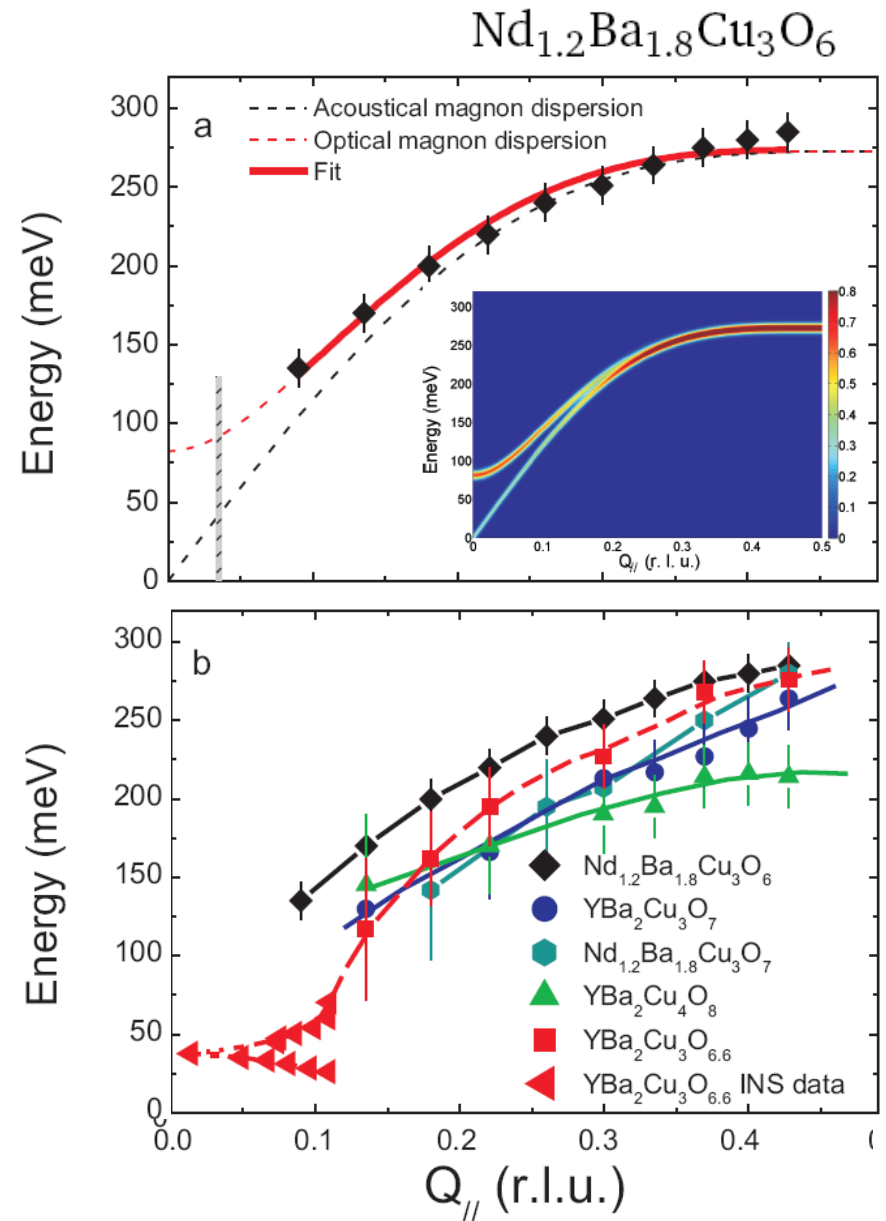 Nd1.2Ba1.8Cu3O6
a
Acoustical magnon dispersion
Optical magnon dispersion
Fit
Energy (meV)
300
250
200
150
100
50
0
Energy (meV)
300
250
200
150
100
50
0
0
0.1
0.2
0.3
0.4
0.5
Q// (r. l. u.)
0.8
0.7
0.6
0.5
0.4
0.3
0.2
0.1
0
b
Energy (meV)
300
250
200
150
100
50
0
Nd1.2Ba1.8Cu3O6
YBa2Cu3O7
Nd1.2Ba1.8Cu3O7
YBa2Cu4O8
YBa2Cu3O6.6
YBa2Cu3O6.6 INS data
0.0
0.1
0.2
0.3
0.4
Q// (r.l.u.)